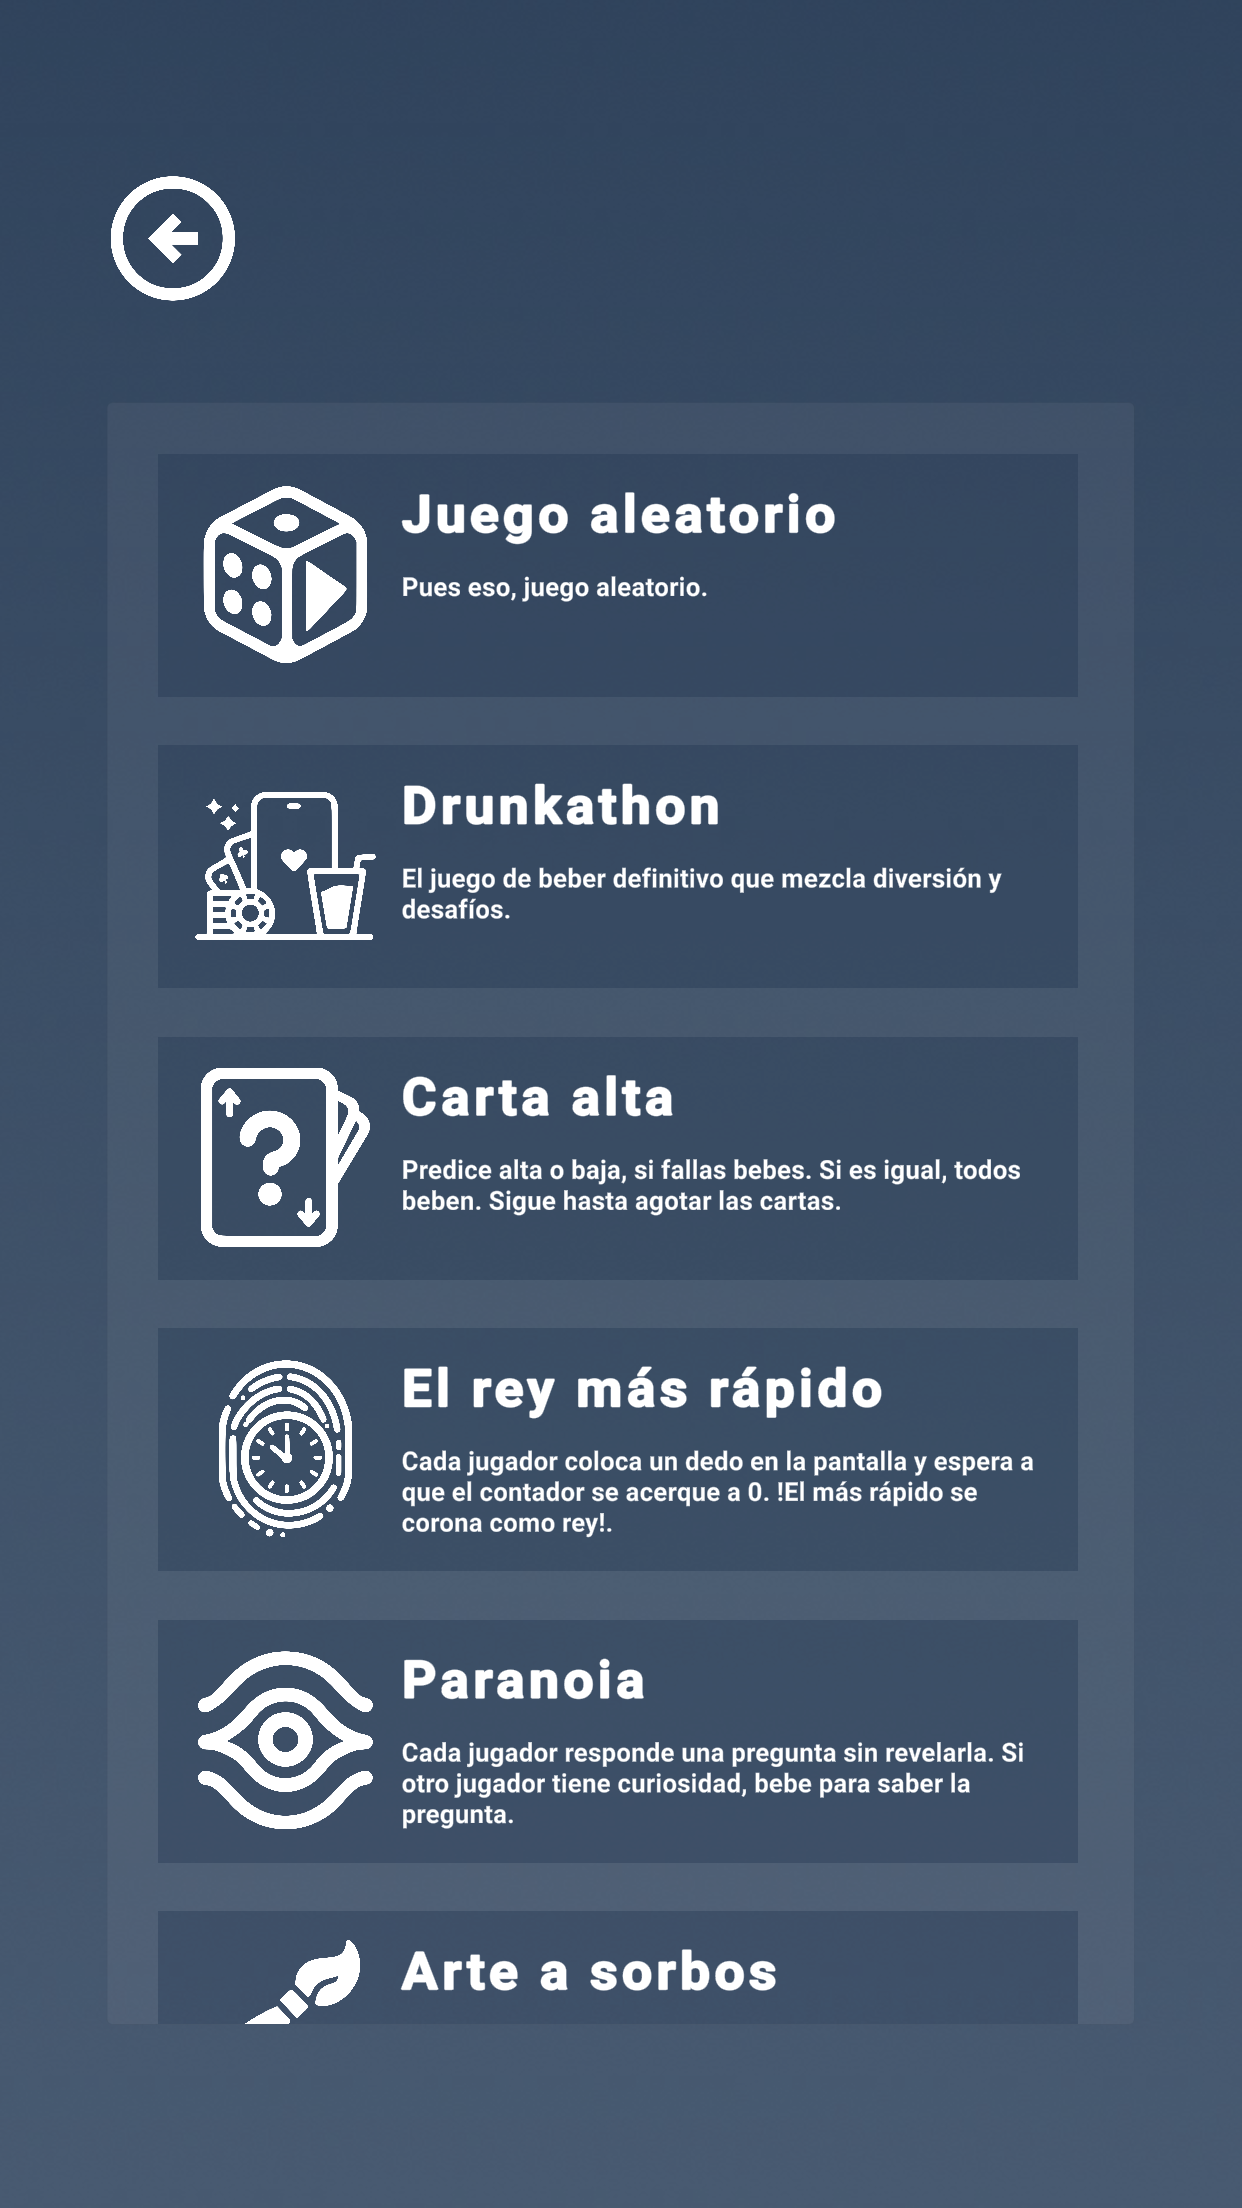 Juego aleatorio
Pues eso, juego aleatorio.
Drunkathon
El juego de beber definitivo que mezcla diversión y
desafíos.
Carta alta
Predice alta o baja, si fallas bebes. Si es igual, todos
beben. Sigue hasta agotar las cartas.
El rey más rápido
Cada jugador coloca un dedo en la pantalla y espera a
que el contador se acerque a 0. !El más rápido se
corona como rey!.
Paranoia
Cada jugador responde una pregunta sin revelarla. Si
otro jugador tiene curiosidad, bebe para saber la
pregunta.
Arte a sorbos